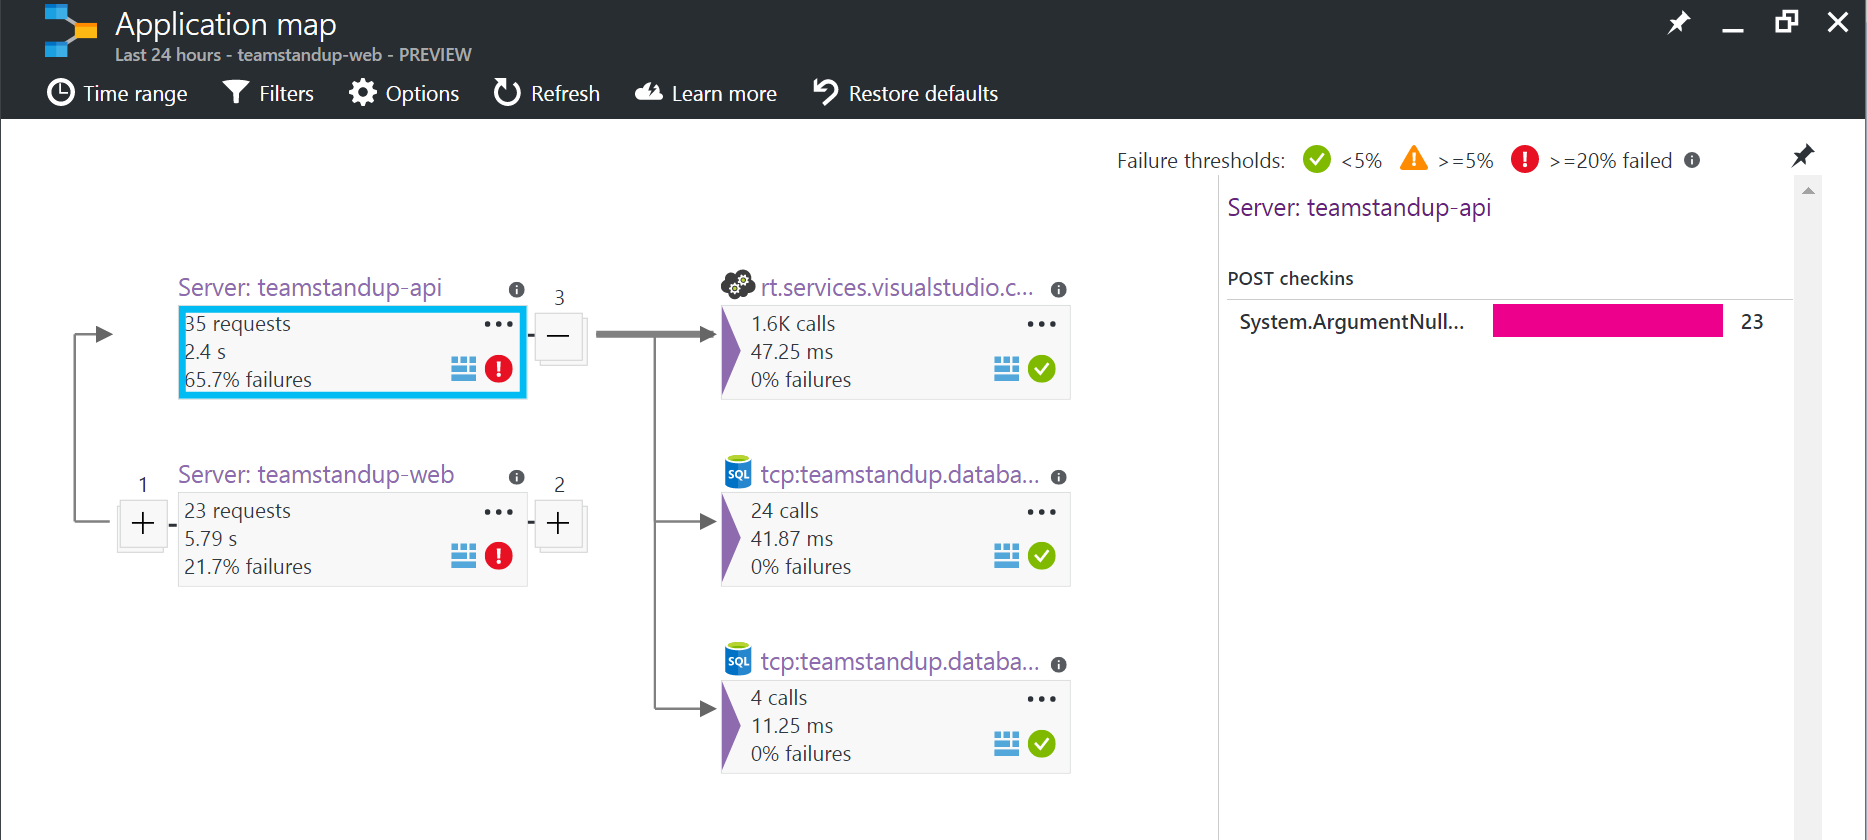 Application map
Last 24 hours - teamstandup-web - PREVIEW
Time range
Filters
Options
Refresh
Learn more
Restore defaults
Failure thresholds:
<5%
>=5%
>=20% failed
Server: teamstandup-api
35 requests
2.4 s
65.7% failures
3
rt.services.visualstudio.c...
1.6K calls
47.25 ms
0% failures
1
Server: teamstandup-web
23 requests
5.79 s
21.7% failures
2
SQL
tcp:teamstandup.databa...
24 calls
41.87 ms
0% failures
SQL
tcp:teamstandup.databa...
4 calls
11.25 ms
0% failures
Server: teamstandup-api
POST checkins
System.ArgumentNull...
23